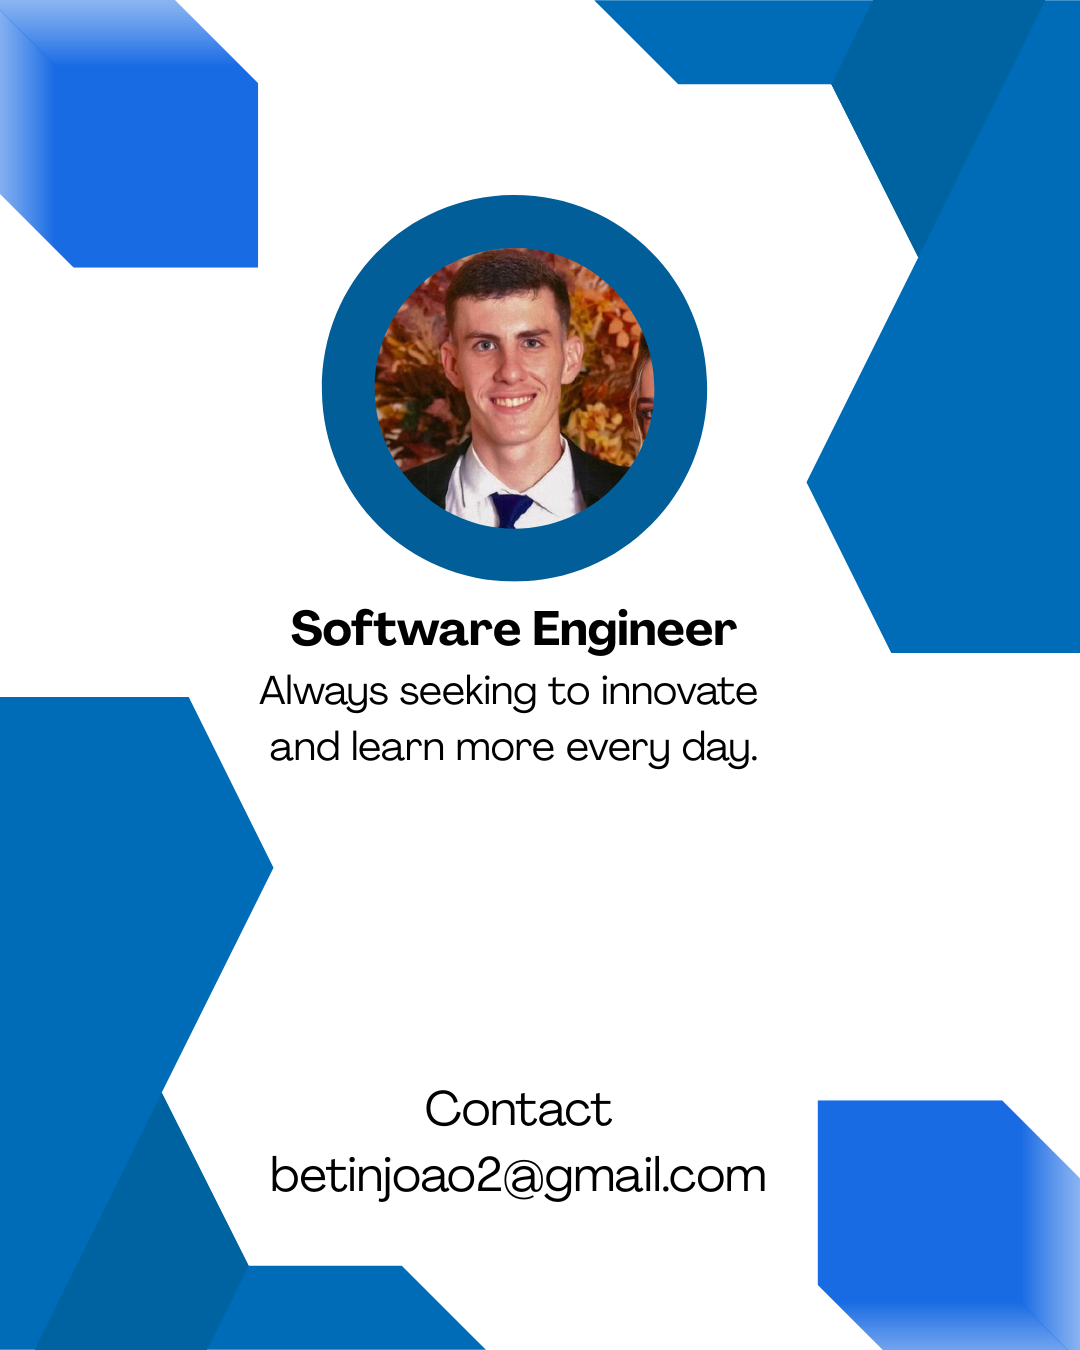 Software Engineer
Always seeking to innovate
and learn more every day.
Contact
betinjoao2@gmail.com